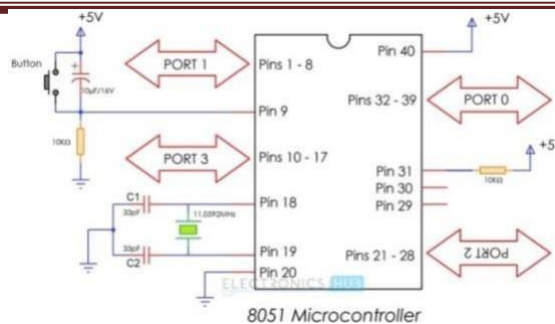 +5V
+5V
Button
+
10μF/16V
PORT 1
Pins 1 - 8
Pin 40
Pins 32 - 39
PORT 0
Pin 9
10KΩ
PORT 3
Pins 10 - 17
Pin 31
10KΩ
+5
Pin 30
Pin 29
C1
33pF
Pin 18
11.0592MHz
33pF
C2
Pin 19
Pin 20
Pins 21 - 28
PORT 2
ELECTRONICS HUB
8051 Microcontroller